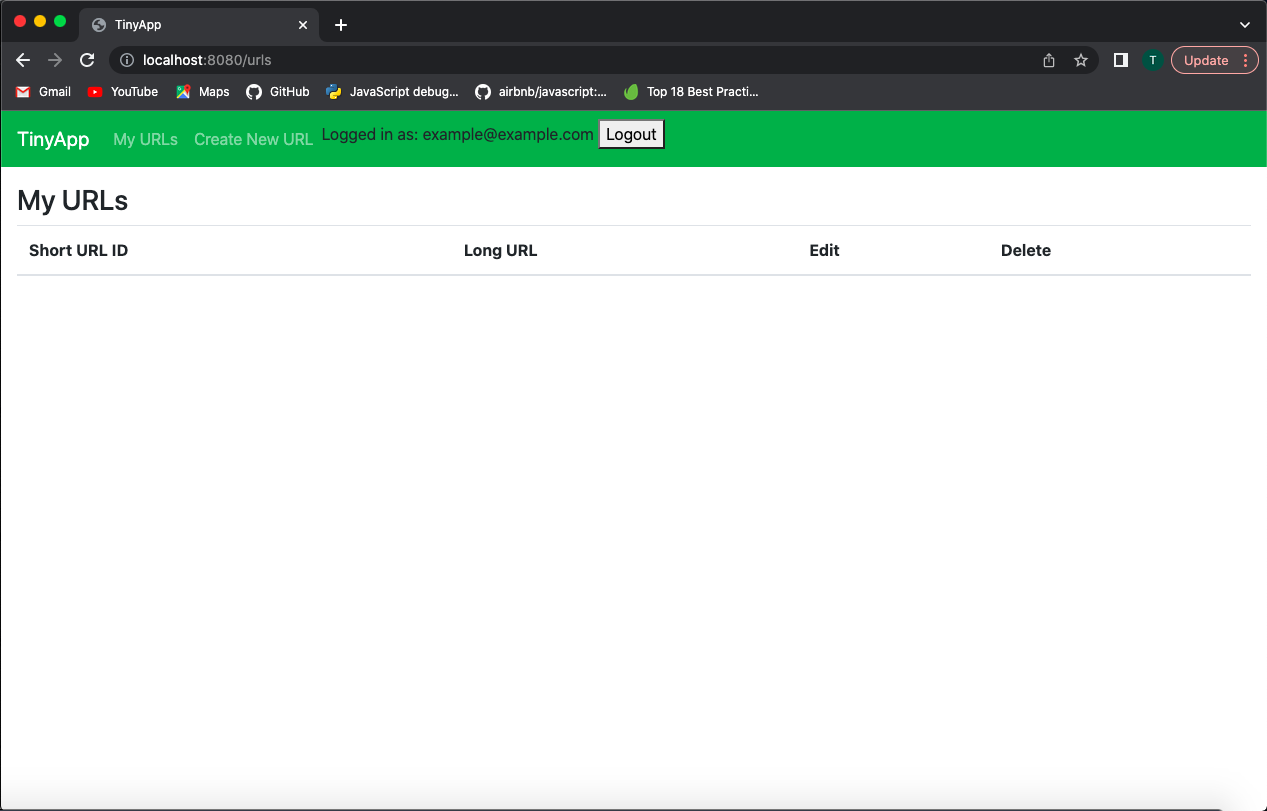 TinyApp
localhost:8080/urls
T
Update
Gmail YouTube Maps GitHub JavaScript debug... airbnb/javascript:... Top 18 Best Practi...
TinyApp My URLs Create New URL Logged in as: example@example.com Logout
My URLs
Short URL ID Long URL Edit Delete